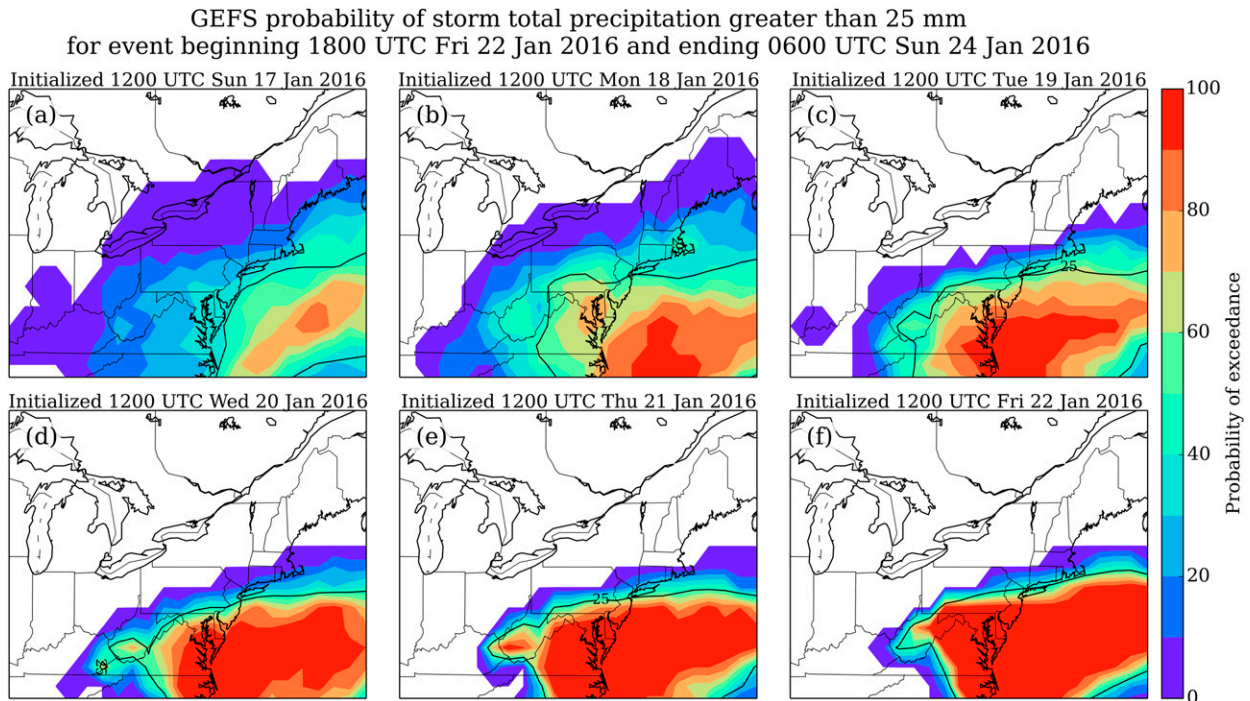 GEFS probability of storm total precipitation greater than 25 mm
for event beginning 1800 UTC Fri 22 Jan 2016 and ending 0600 UTC Sun 24 Jan 2016
Initialized 1200 UTC Sun 17 Jan 2016
Initialized 1200 UTC Mon 18 Jan 2016
Initialized 1200 UTC Tue 19 Jan 2016
(a)
(b)
(c)
25
25
Initialized 1200 UTC Wed 20 Jan 2016
Initialized 1200 UTC Thu 21 Jan 2016
Initialized 1200 UTC Fri 22 Jan 2016
(d)
(e)
(f)
25
25
100
80
60
40
20
0
Probability of exceedance